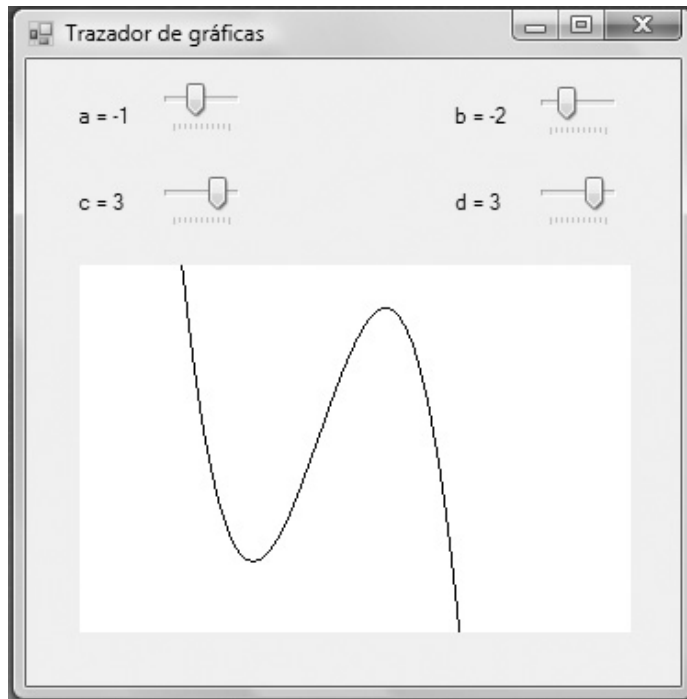 Trazador de gráficas
a = -1
b = -2
c = 3
d = 3